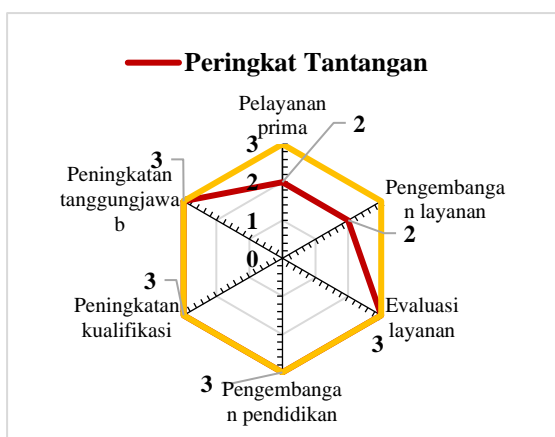 Peringkat Tantangan
Pelayanan
prima
2
3
2
1
0
Pengembanga
n layanan
2
Evaluasi
layanan
3
Pengembanga
n pendidikan
3
Peningkatan
kualifikasi
3
Peningkatan
tanggungjawa
b
3